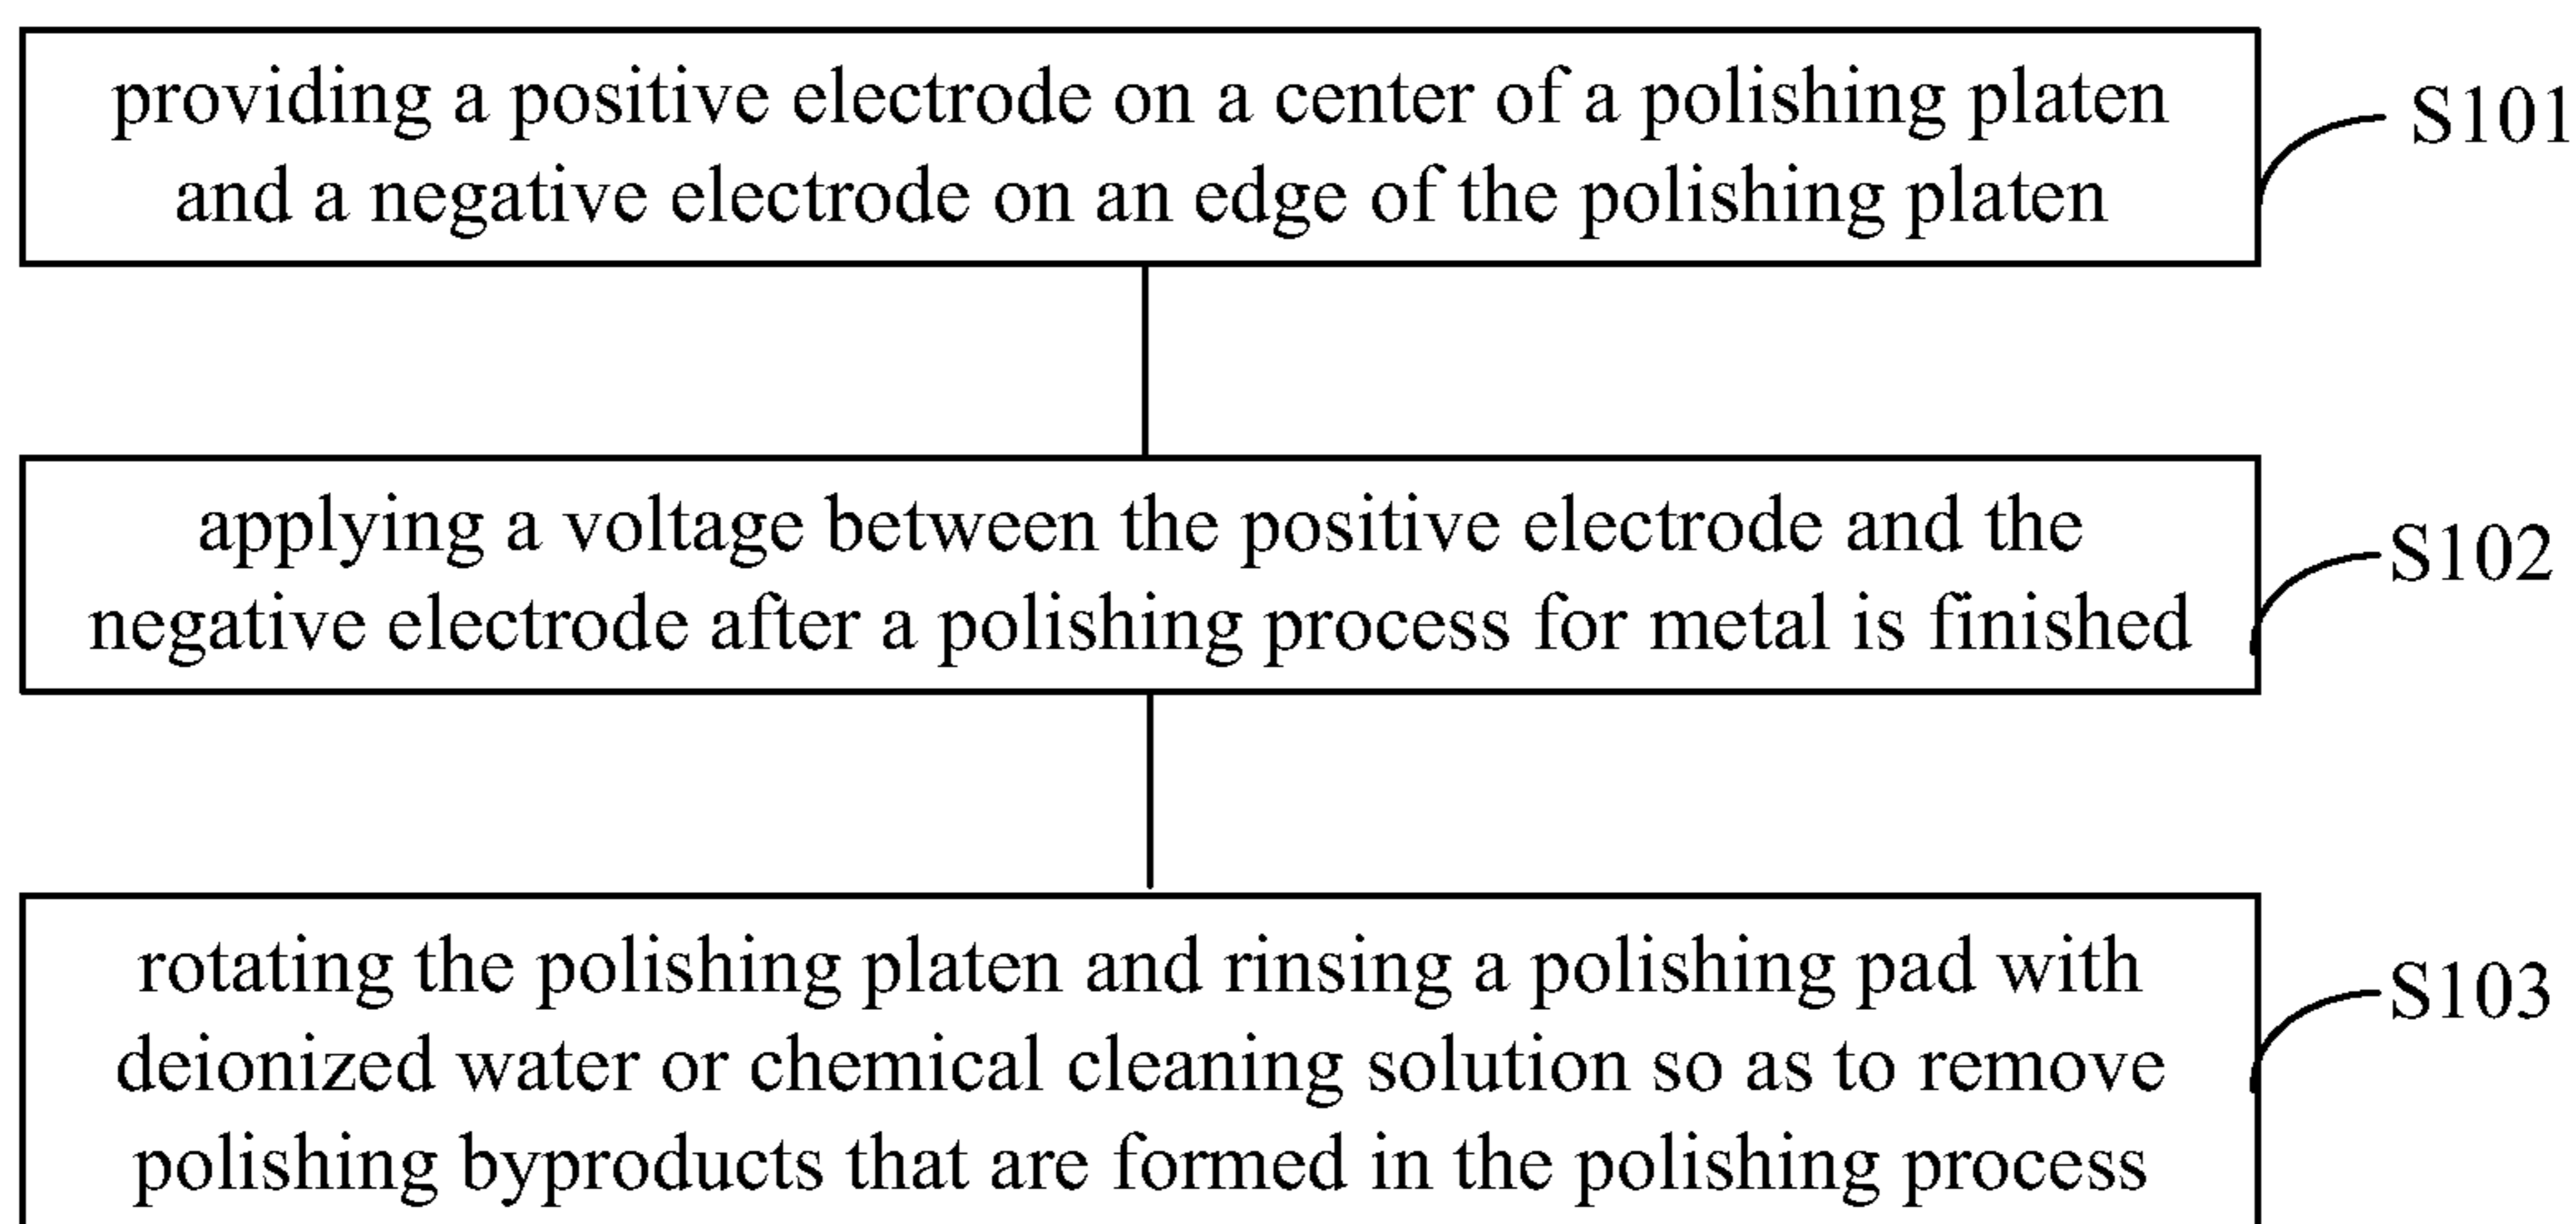 providing a positive electrode on a center of a polishing platen
and a negative electrode on an edge of the polishing platen
S101
applying a voltage between the positive electrode and the
negative electrode after a polishing process for metal is finished
S102
rotating the polishing platen and rinsing a polishing pad with
deionized water or chemical cleaning solution so as to remove
polishing byproducts that are formed in the polishing process
S103